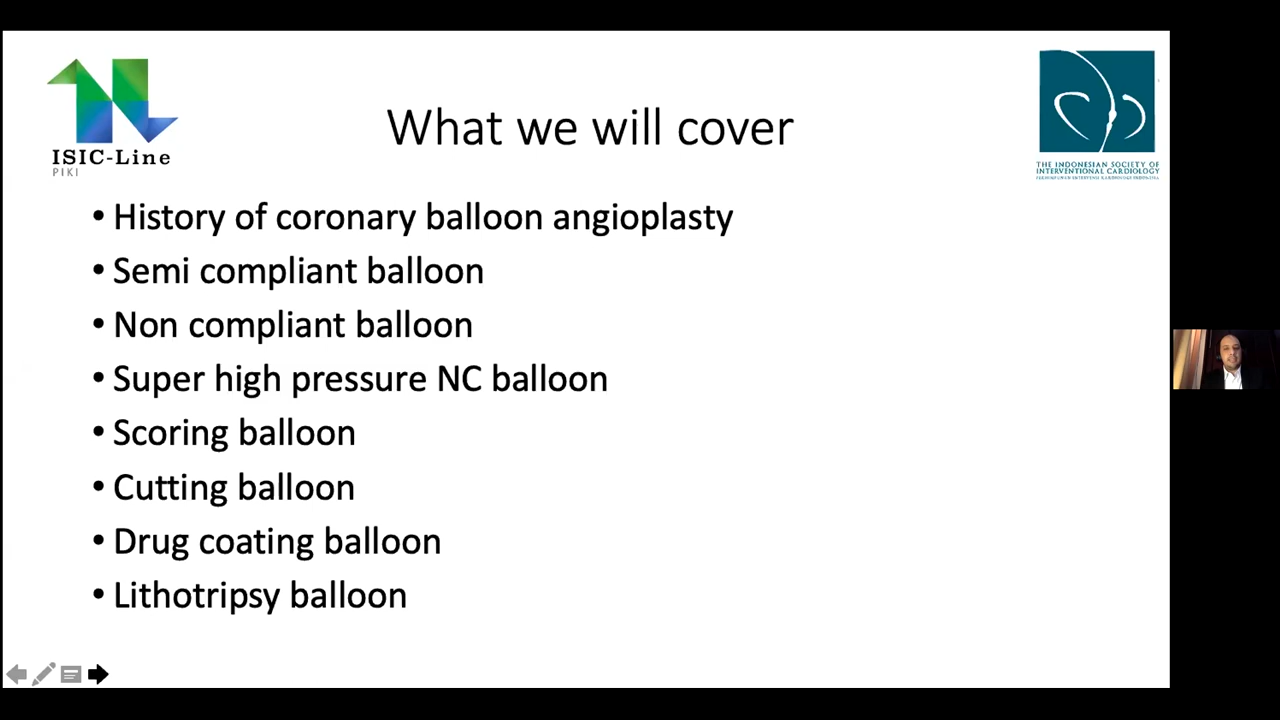 What we will cover
ISIC-Line
PIKI
THE INDONESIAN SOCIETY OF
INTERVENTIONAL CARDIOLOGY
• History of coronary balloon angioplasty
• Semi compliant balloon
• Non compliant balloon
• Super high pressure NC balloon
• Scoring balloon
• Cutting balloon
• Drug coating balloon
• Lithotripsy balloon